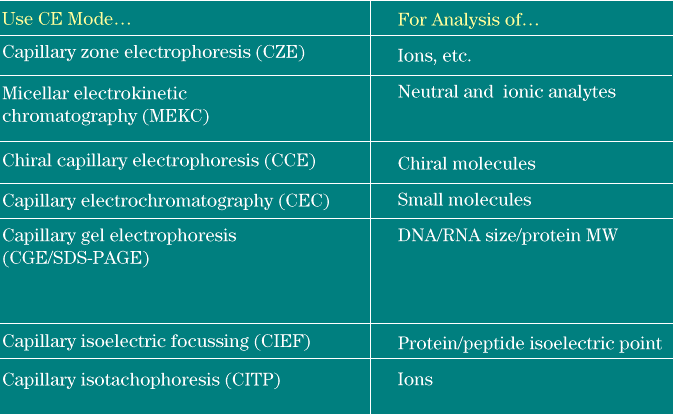 Use CE Mode…
For Analysis of…
Capillary zone electrophoresis (CZE)
Ions, etc.
Micellar electrokinetic
chromatography (MEKC)
Neutral and ionic analytes
Chiral capillary electrophoresis (CCE)
Chiral molecules
Capillary electrochromatography (CEC)
Small molecules
Capillary gel electrophoresis
(CGE/SDS-PAGE)
DNA/RNA size/protein MW
Capillary isoelectric focussing (CIEF)
Protein/peptide isoelectric point
Capillary isotachophoresis (CITP)
Ions